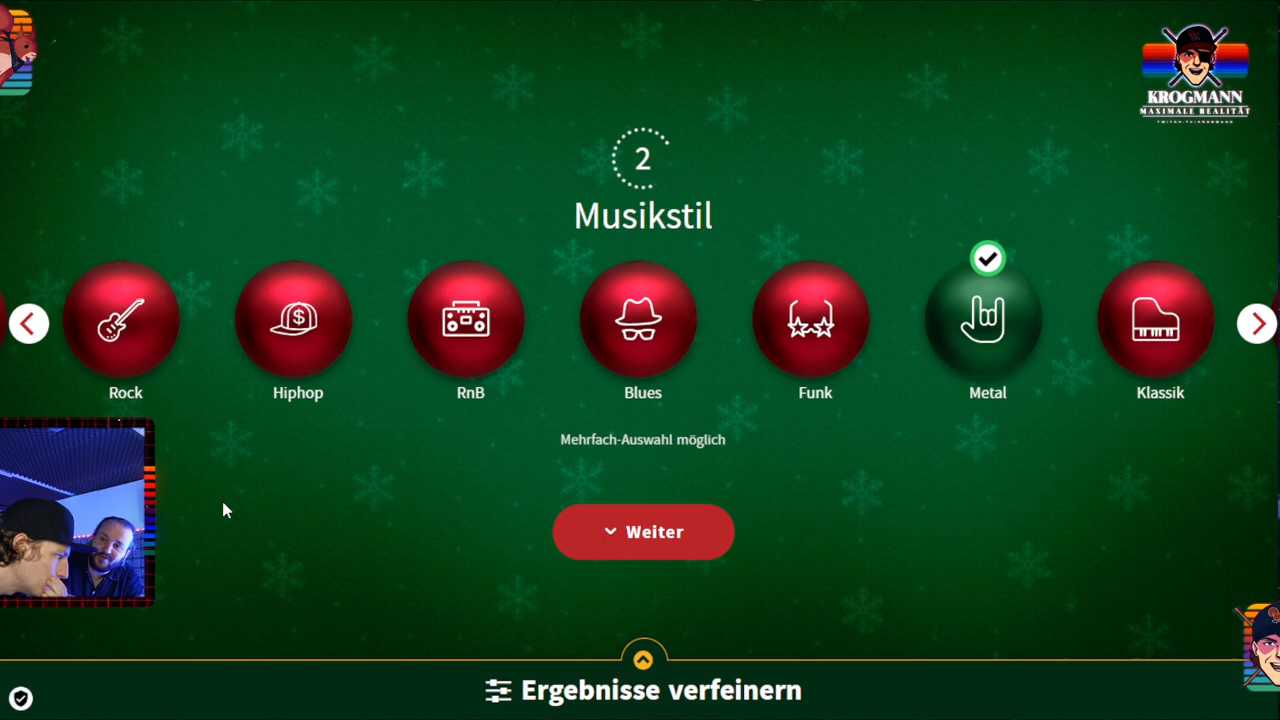 KROGMANN
MAXIMALE REALITÄT
2
Musikstil
$
Rock
Hiphop
RnB
Blues
Funk
Metal
Klassik
Mehrfach-Auswahl möglich
Weiter
Ergebnisse verfeinern